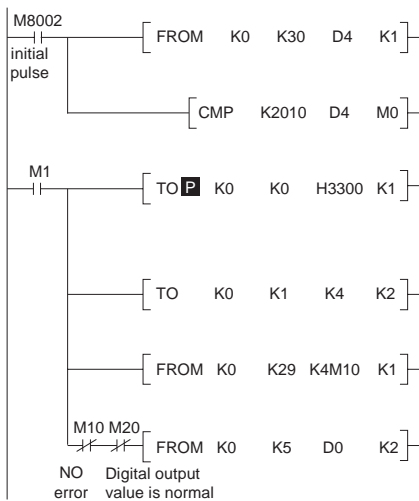 M8002
initial
pulse
FROM K0 K30 D4 K1
CMP K2010 D4 M0
M1
TO P K0 K0 H3300 K1
TO K0 K1 K4 K2
FROM K0 K29 K4M10 K1
M10 M20
FROM K0 K5 D0 K2
NO
error
Digital output
value is normal